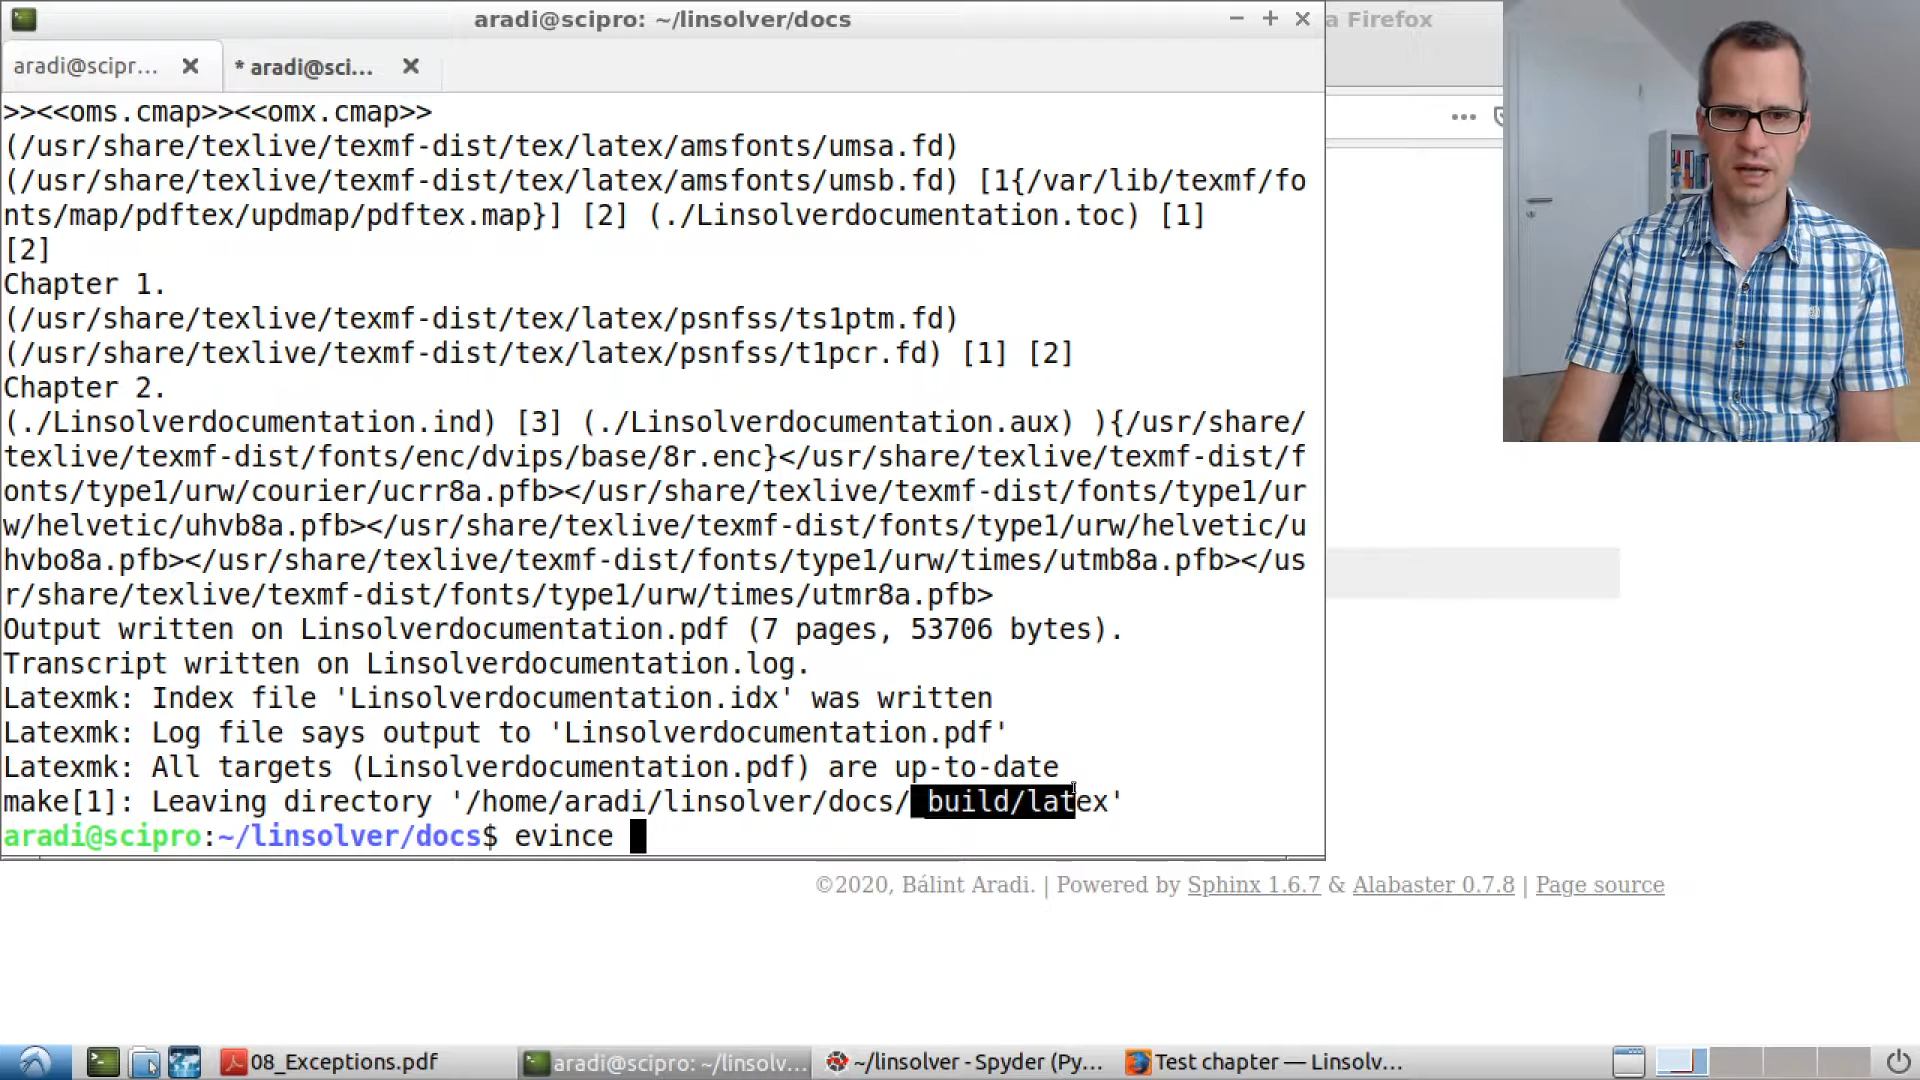 aradi@scipro: ~/linsolver/docs
a Firefox
aradi@scipr...
* aradi@sci...
>><<oms.cmap>><<omx.cmap>>
(/usr/share/texlive/texmf-dist/tex/latex/amsfonts/umsa.fd)
(/usr/share/texlive/texmf-dist/tex/latex/amsfonts/umsb.fd) [1{/var/lib/texmf/fo
nts/map/pdftex/updmap/pdftex.map}] [2] (./Linsolverdocumentation.toc) [1]
[2]
Chapter 1.
(/usr/share/texlive/texmf-dist/tex/latex/psnfss/ts1ptm.fd)
(/usr/share/texlive/texmf-dist/tex/latex/psnfss/t1pcr.fd) [1] [2]
Chapter 2.
(./Linsolverdocumentation.ind) [3] (./Linsolverdocumentation.aux) ){/usr/share/
texlive/texmf-dist/fonts/enc/dvips/base/8r.enc}</usr/share/texlive/texmf-dist/f
onts/type1/urw/courier/ucrr8a.pfb></usr/share/texlive/texmf-dist/fonts/type1/ur
w/helvetic/uhvb8a.pfb></usr/share/texlive/texmf-dist/fonts/type1/urw/helvetic/u
hvbo8a.pfb></usr/share/texlive/texmf-dist/fonts/type1/urw/times/utmb8a.pfb></us
r/share/texlive/texmf-dist/fonts/type1/urw/times/utmr8a.pfb>
Output written on Linsolverdocumentation.pdf (7 pages, 53706 bytes).
Transcript written on Linsolverdocumentation.log.
Latexmk: Index file 'Linsolverdocumentation.idx' was written
Latexmk: Log file says output to 'Linsolverdocumentation.pdf'
Latexmk: All targets (Linsolverdocumentation.pdf) are up-to-date
make[1]: Leaving directory '/home/aradi/linsolver/docs/_build/latex'
aradi@scipro:~/linsolver/docs$ evince
©2020, Bálint Aradi. | Powered by Sphinx 1.6.7 & Alabaster 0.7.8 | Page source
08_Exceptions.pdf
aradi@scipro: ~/linsolv...
~/linsolver - Spyder (Py...
Test chapter — Linsolv...